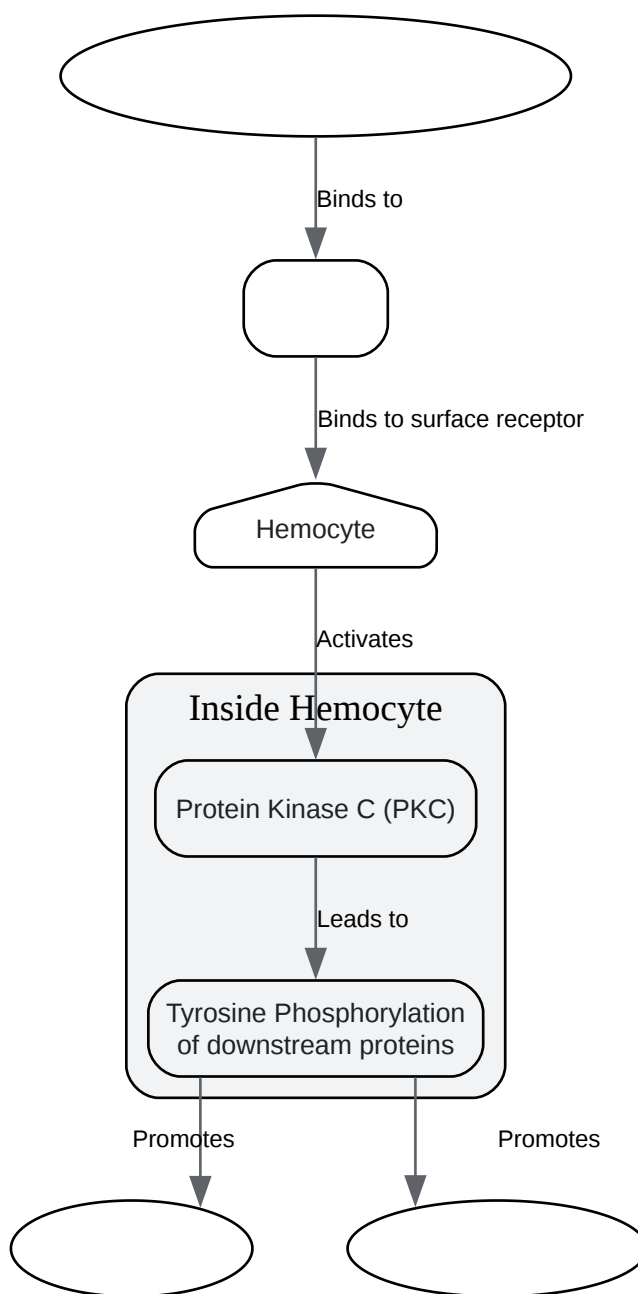 Binds to
Binds to surface receptor
Hemocyte
Activates
Inside Hemocyte
Protein Kinase C (PKC)
Leads to
Tyrosine Phosphorylation
of downstream proteins
Promotes
Promotes